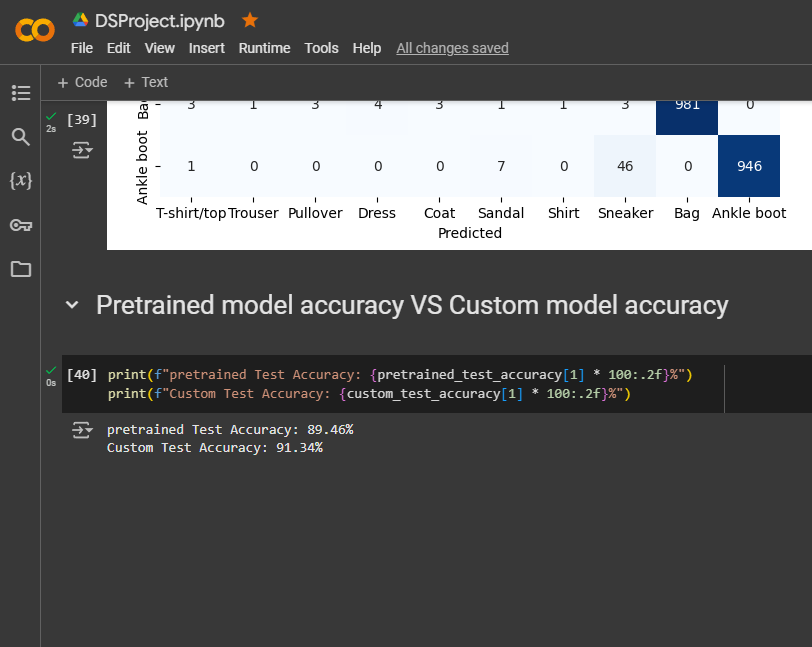 DSProject.ipynb
File Edit View Insert Runtime Tools Help All changes saved
+ Code + Text
[39]
2s
3 1 3 4 3 1 1 3 981 0
Ankle boot
1 0 0 0 0 7 0 46 0 946
T-shirt/top Trouser Pullover Dress Coat Sandal Shirt Sneaker Bag Ankle boot
Predicted
{x}
Pretrained model accuracy VS Custom model accuracy
[40] print(f"pretrained Test Accuracy: {pretrained_test_accuracy[1] * 100:.2f}%")
0s
print(f"Custom Test Accuracy: {custom_test_accuracy[1] * 100:.2f}%")
pretrained Test Accuracy: 89.46%
Custom Test Accuracy: 91.34%